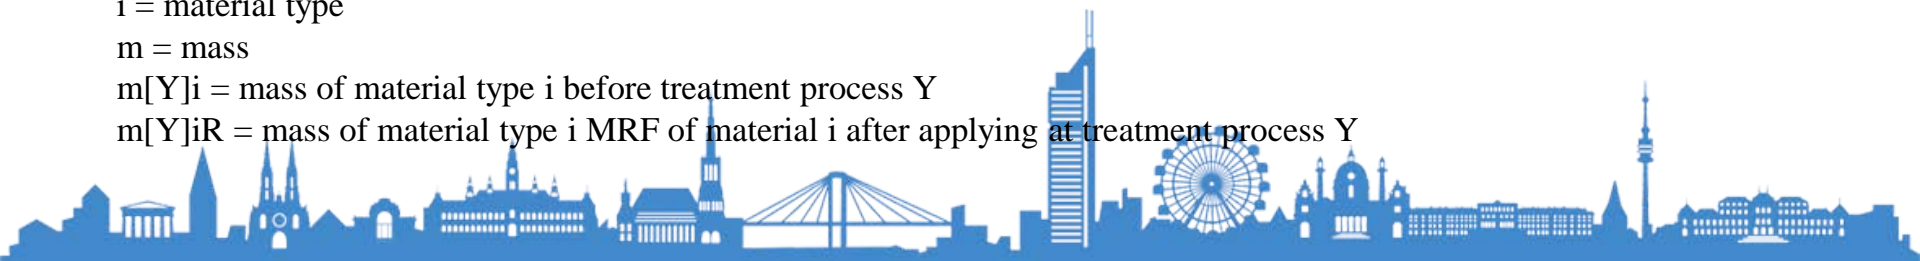 i = material type
m = mass
m[Y]i = mass of material type i before treatment process Y
m[Y]iR = mass of material type i MRF of material i after applying at treatment process Y